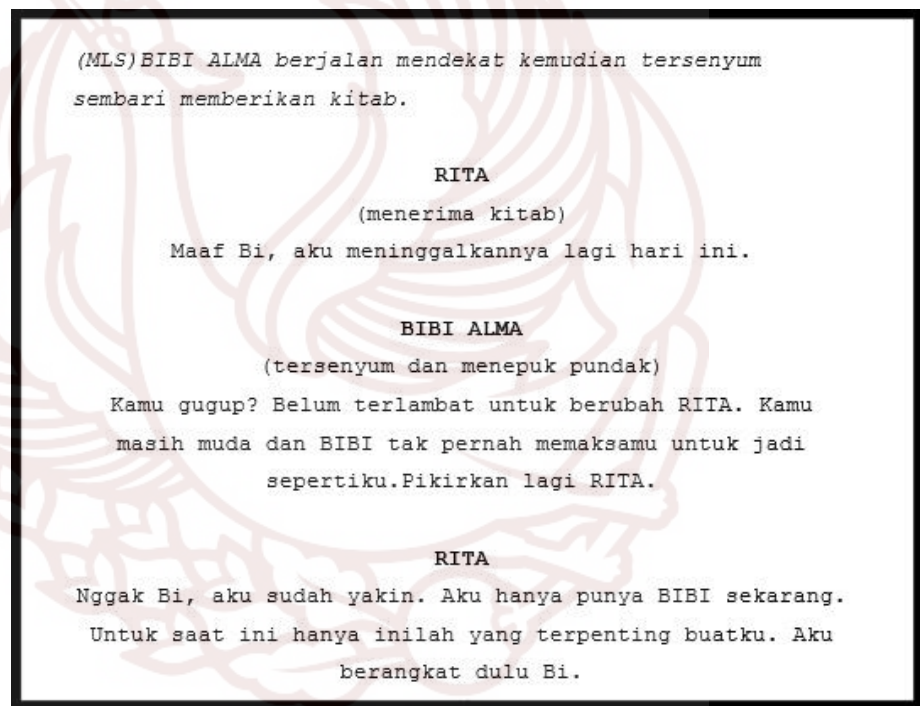 (MLS)BIBI ALMA berjalan mendekat kemudian tersenyum
sembari memberikan kitab.
RITA
(menerima kitab)
Maaf Bi, aku meninggalkannya lagi hari ini.
BIBI ALMA
(tersenyum dan menepuk pundak)
Kamu gugup? Belum terlambat untuk berubah RITA. Kamu
masih muda dan BIBI tak pernah memaksamu untuk jadi
sepertiku.Pikirkan lagi RITA.
RITA
Nggak Bi, aku sudah yakin. Aku hanya punya BIBI sekarang.
Untuk saat ini hanya inilah yang terpenting buatku. Aku
berangkat dulu Bi.